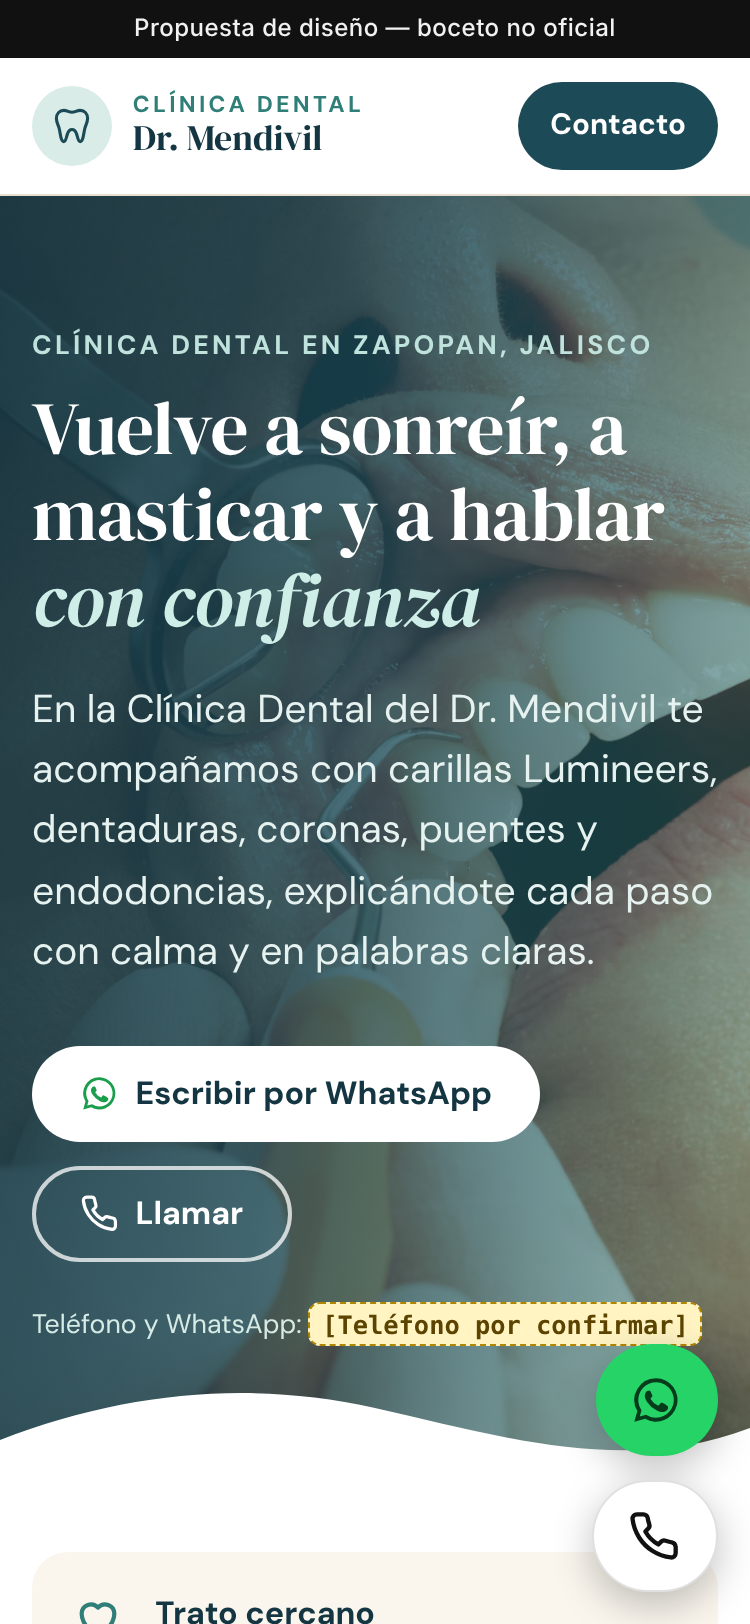 Propuesta de diseño — boceto no oficial
CLÍNICA DENTAL
Dr. Mendivil
Contacto
CLÍNICA DENTAL EN ZAPOPAN, JALISCO
Vuelve a sonreír, a
masticar y a hablar
con confianza
En la Clínica Dental del Dr. Mendivil te
acompañamos con carillas Lumineers,
dentaduras, coronas, puentes y
endodoncias, explicándote cada paso
con calma y en palabras claras.
Escribir por WhatsApp
Llamar
Teléfono y WhatsApp: [Teléfono por confirmar]
Trato cercano